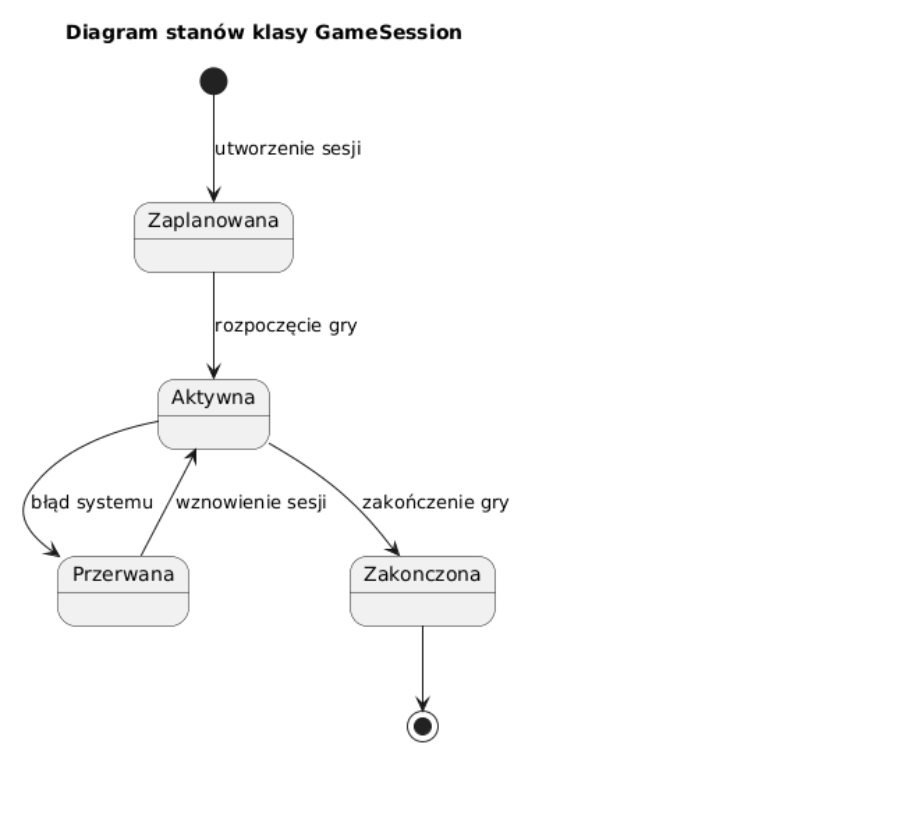 Diagram stanów klasy GameSession
utworzenie sesji
Zaplanowana
rozpoczęcie gry
Aktywna
błąd systemu
wznowienie sesji
zakończenie gry
Przerwana
Zakonczona